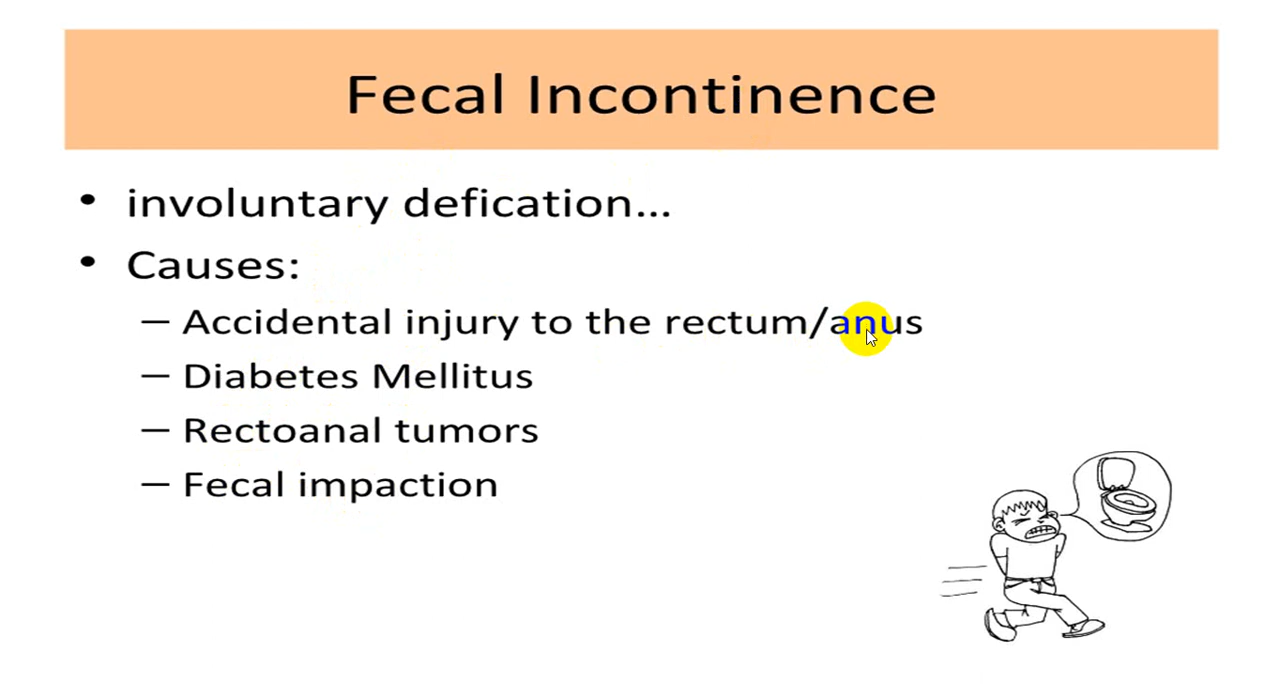 Fecal Incontinence
• involuntary defication...
• Causes:
– Accidental injury to the rectum/anus
– Diabetes Mellitus
– Rectoanal tumors
– Fecal impaction